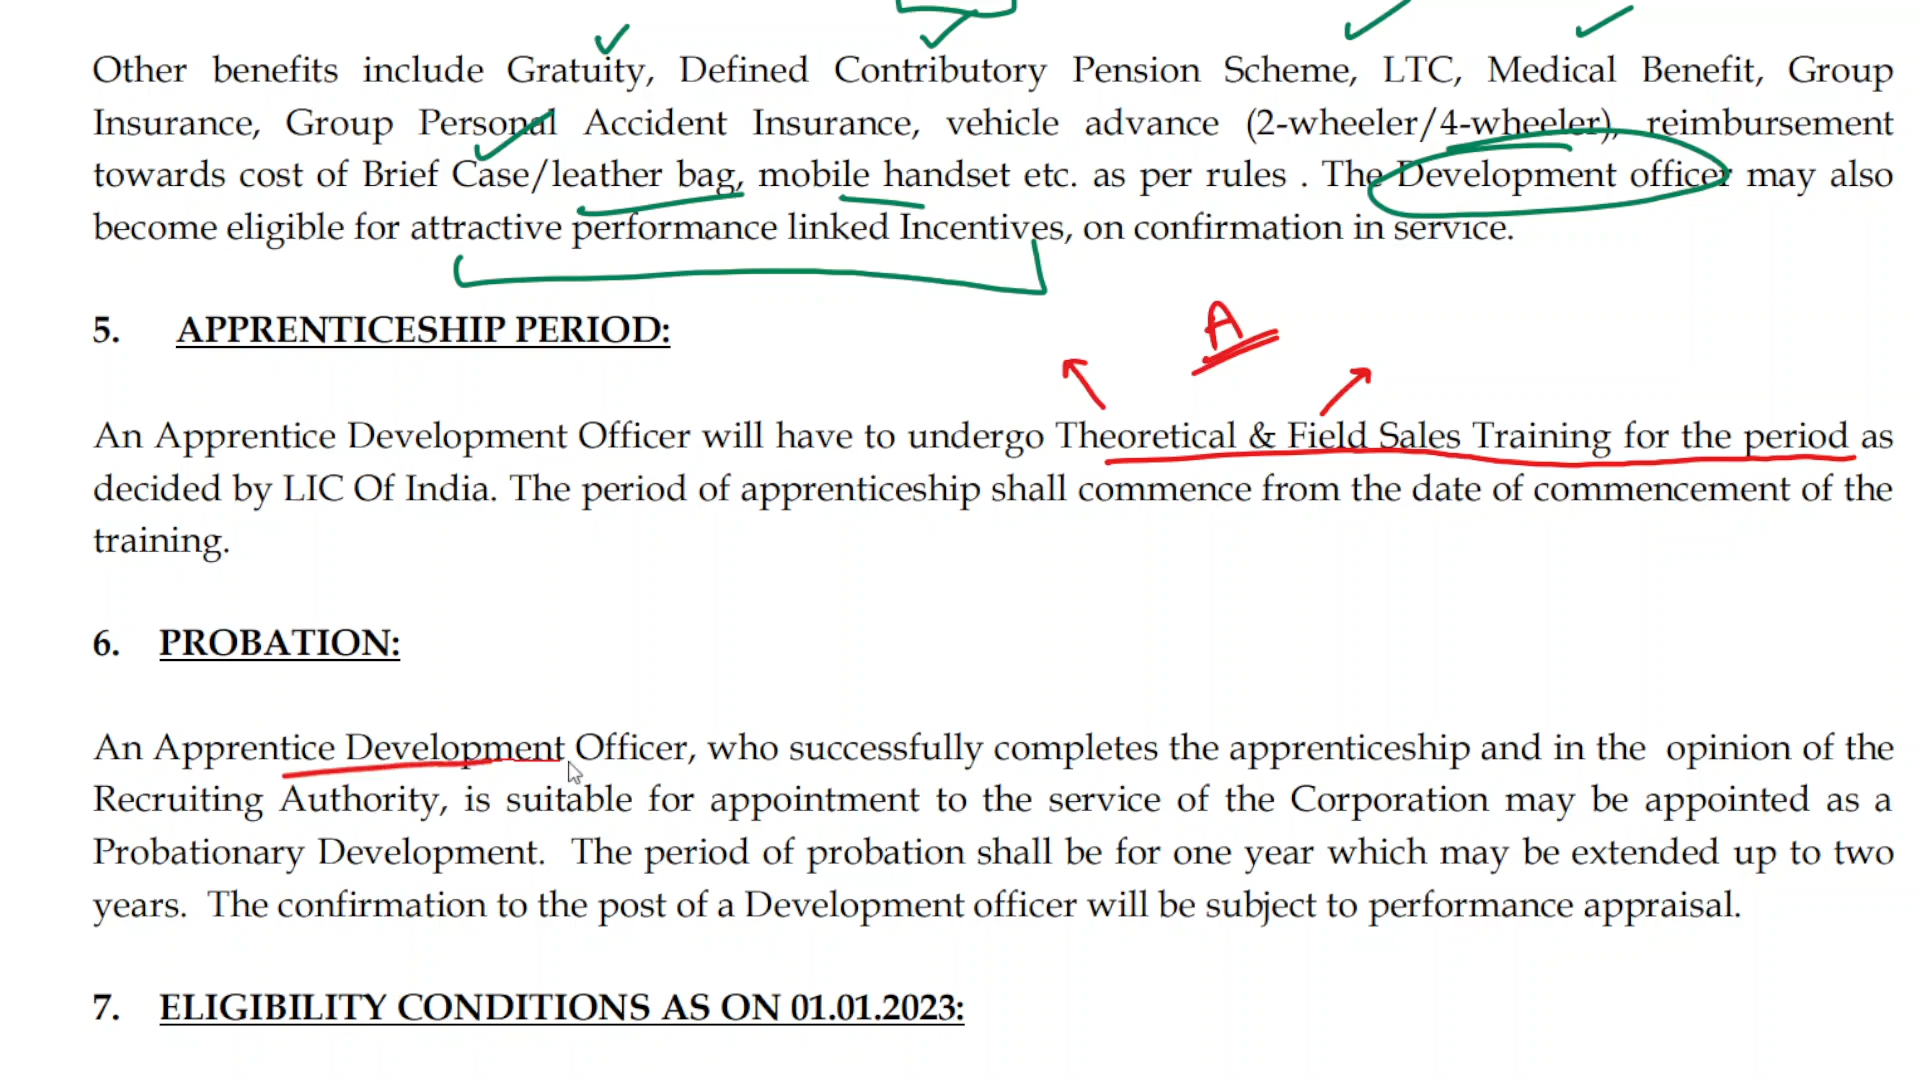 Other benefits include Gratuity, Defined Contributory Pension Scheme, LTC, Medical Benefit, Group
Insurance, Group Personal Accident Insurance, vehicle advance (2-wheeler/4-wheeler), reimbursement
towards cost of Brief Case/leather bag, mobile handset etc. as per rules . The Development officer may also
become eligible for attractive performance linked Incentives, on confirmation in service.
5. APPRENTICESHIP PERIOD:
A
An Apprentice Development Officer will have to undergo Theoretical & Field Sales Training for the period as
decided by LIC Of India. The period of apprenticeship shall commence from the date of commencement of the
training.
6. PROBATION:
An Apprentice Development Officer, who successfully completes the apprenticeship and in the opinion of the
Recruiting Authority, is suitable for appointment to the service of the Corporation may be appointed as a
Probationary Development. The period of probation shall be for one year which may be extended up to two
years. The confirmation to the post of a Development officer will be subject to performance appraisal.
7. ELIGIBILITY CONDITIONS AS ON 01.01.2023: